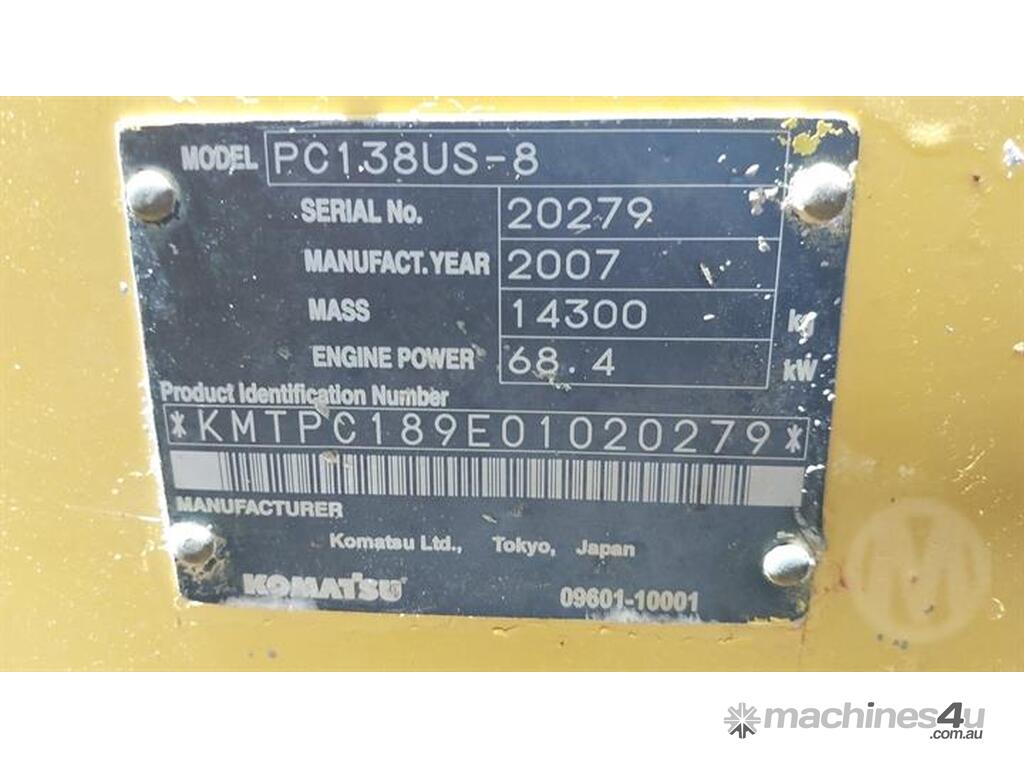 MODEL PC138US-8
SERIAL No. 20279
MANUFACT.YEAR 2007
MASS 14300 kg
ENGINE POWER 68.4 kW
Product Identification Number
*KMTPC189E01020279*
MANUFACTURER
Komatsu Ltd., Tokyo, Japan
KOMATSU 09601-10001
M
machines4u
.com.au